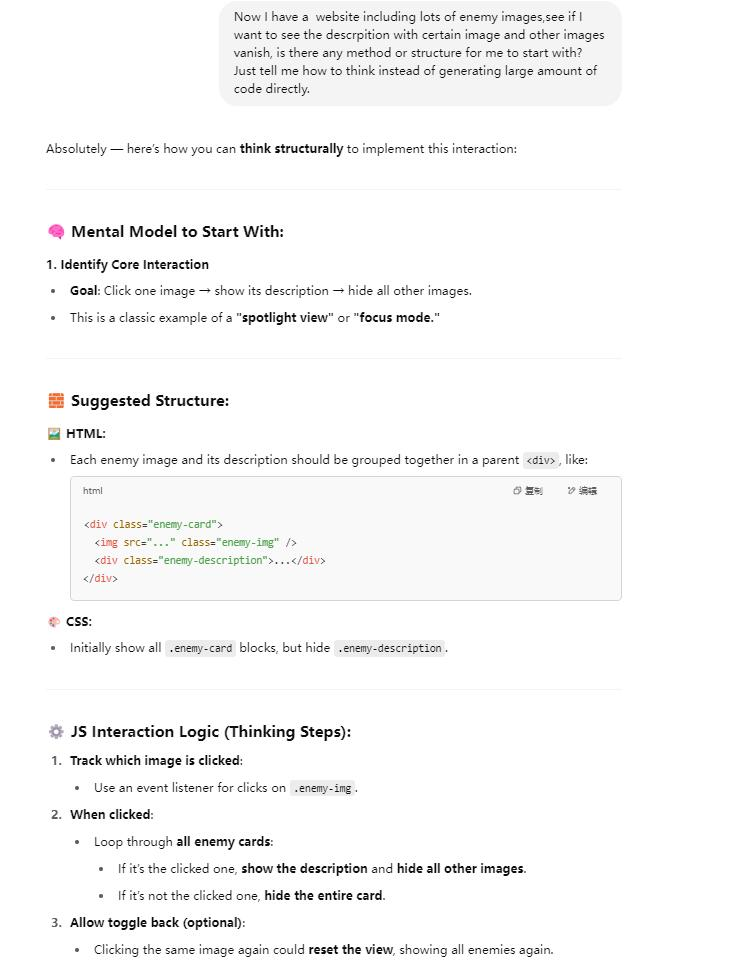 Now I have a  website including lots of enemy images,see if I
want to see the descrpition with certain image and other images
vanish, is there any method or structure for me to start with?
Just tell me how to think instead of generating large amount of
code directly.
Absolutely — here's how you can think structurally to implement this interaction:
🧠 Mental Model to Start With:
1. Identify Core Interaction
• Goal: Click one image → show its description → hide all other images.
• This is a classic example of a "spotlight view" or "focus mode."
🧱 Suggested Structure:
🖼️ HTML:
• Each enemy image and its description should be grouped together in a parent <div>, like:
html 复制 编辑
<div class="enemy-card">
  <img src="..." class="enemy-img" />
  <div class="enemy-description">...</div>
</div>
🎨 CSS:
• Initially show all .enemy-card blocks, but hide .enemy-description.
⚙️ JS Interaction Logic (Thinking Steps):
1. Track which image is clicked:
• Use an event listener for clicks on .enemy-img.
2. When clicked:
• Loop through all enemy cards:
• If it's the clicked one, show the description and hide all other images.
• If it's not the clicked one, hide the entire card.
3. Allow toggle back (optional):
• Clicking the same image again could reset the view, showing all enemies again.